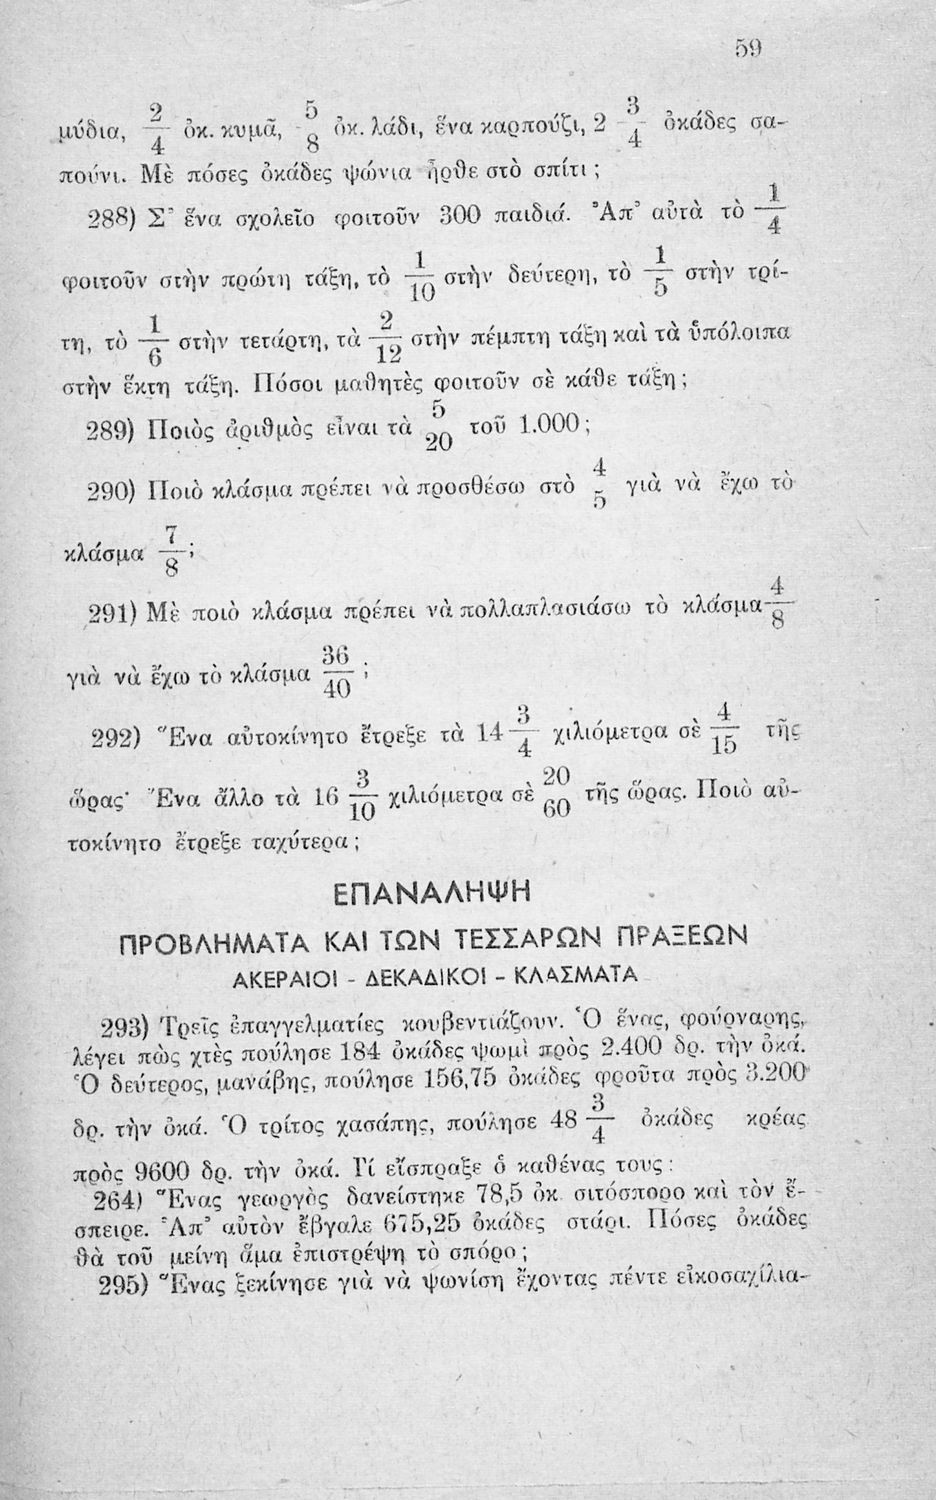 59
μύδια, 2/4 ὀκ. κυμᾶ, 5/8 ὀκ. λάδι, ἕνα καρπούζι, 2 3/4 ὀκάδες σα-
πούνι. Μὲ πόσες ὀκάδες ψώνια ἦρθε στὸ σπίτι;
288) Σ' ἕνα σχολεῖο φοιτοῦν 300 παιδιά. Ἀπ' αὐτὰ τὸ 1/4
φοιτοῦν στὴν πρώτη τάξη, τὸ 1/10 στὴν δεύτερη, τὸ 1/5 στὴν τρί-
τη, τὸ 1/6 στὴν τετάρτη, τὰ 2/12 στὴν πέμπτη τάξη καὶ τὰ ὑπόλοιπα
στὴν ἕκτη τάξη. Πόσοι μαθητὲς φοιτοῦν σὲ κάθε τάξη;
289) Ποιὸς ἀριθμὸς εἶναι τὰ 5/20 τοῦ 1.000;
290) Ποιὸ κλάσμα πρέπει νὰ προσθέσω στὸ 4/5 γιὰ νὰ ἔχω τὸ
κλάσμα 7/8;
291) Μὲ ποιὸ κλάσμα πρέπει νὰ πολλαπλασιάσω τὸ κλάσμα 4/8
γιὰ νὰ ἔχω τὸ κλάσμα 36/40;
292) Ἕνα αὐτοκίνητο ἔτρεξε τὰ 14 3/4 χιλιόμετρα σὲ 4/15 τῆς
ὥρας· Ἕνα ἄλλο τὰ 16 3/10 χιλιόμετρα σὲ 20/60 τῆς ὥρας. Ποιὸ αὐ-
τοκίνητο ἔτρεξε ταχύτερα;
ΕΠΑΝΑΛΗΨΗ
ΠΡΟΒΛΗΜΑΤΑ ΚΑΙ ΤΩΝ ΤΕΣΣΑΡΩΝ ΠΡΑΞΕΩΝ
ΑΚΕΡΑΙΟΙ - ΔΕΚΑΔΙΚΟΙ - ΚΛΑΣΜΑΤΑ
293) Τρεῖς ἐπαγγελματίες κουβεντιάζουν. Ὁ ἕνας, φούρναρης,
λέγει πὼς χτὲς πούλησε 184 ὀκάδες ψωμὶ πρὸς 2.400 δρ. τὴν ὀκά.
Ὁ δεύτερος, μανάβης, πούλησε 156,75 ὀκάδες φροῦτα πρὸς 3.200
δρ. τὴν ὀκά. Ὁ τρίτος χασάπης, πούλησε 48 3/4 ὀκάδες κρέας
πρὸς 9600 δρ. τὴν ὀκά. Τί εἴσπραξε ὁ καθένας τους;
264) Ἕνας γεωργὸς δανείστηκε 78,5 ὀκ. σιτόσπορο καὶ τὸν ἔ-
σπειρε. Ἀπ' αὐτὸν ἔβγαλε 675,25 ὀκάδες στάρι. Πόσες ὀκάδες
θὰ τοῦ μείνη ἅμα ἐπιστρέψη τὸ σπόρο;
295) Ἕνας ξεκίνησε γιὰ νὰ ψωνίση ἔχοντας πέντε εἰκοσαχίλια-